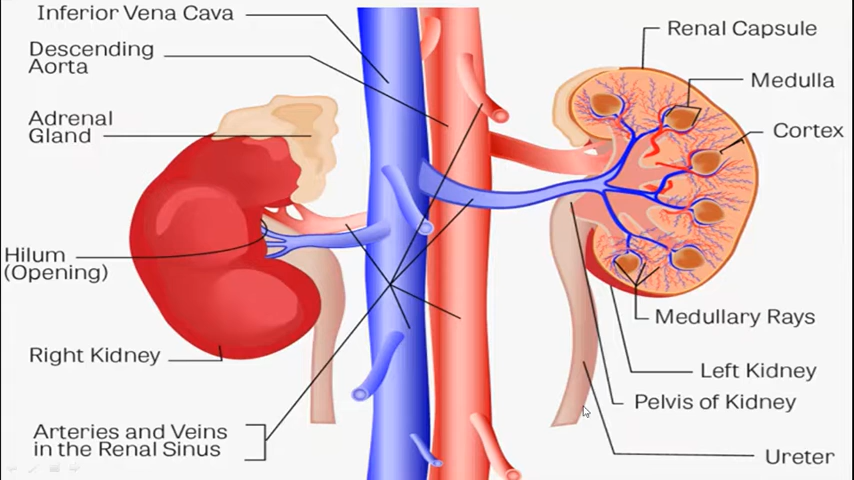 Inferior Vena Cava
Descending
Aorta
Adrenal
Gland
Hilum
(Opening)
Right Kidney
Arteries and Veins
in the Renal Sinus
Renal Capsule
Medulla
Cortex
Medullary Rays
Left Kidney
Pelvis of Kidney
Ureter